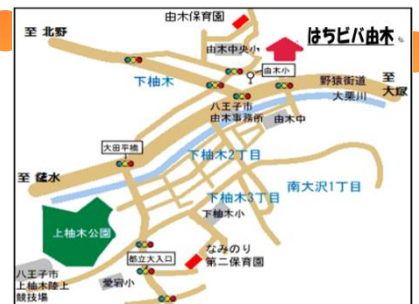 由木保育園
至 北野
はちビバ由木
由木中央小
由木小
下柚木
野猿街道
至
大塚
大栗川
八王子市
由木事務所
由木中
大田平橋
下柚木2丁目
至
下柚木3丁目
南大沢1丁目
下柚木小
上柚木公園
なみのり
第二保育園
都立大入口
八王子市
上柚木陸上
競技場
愛宕小